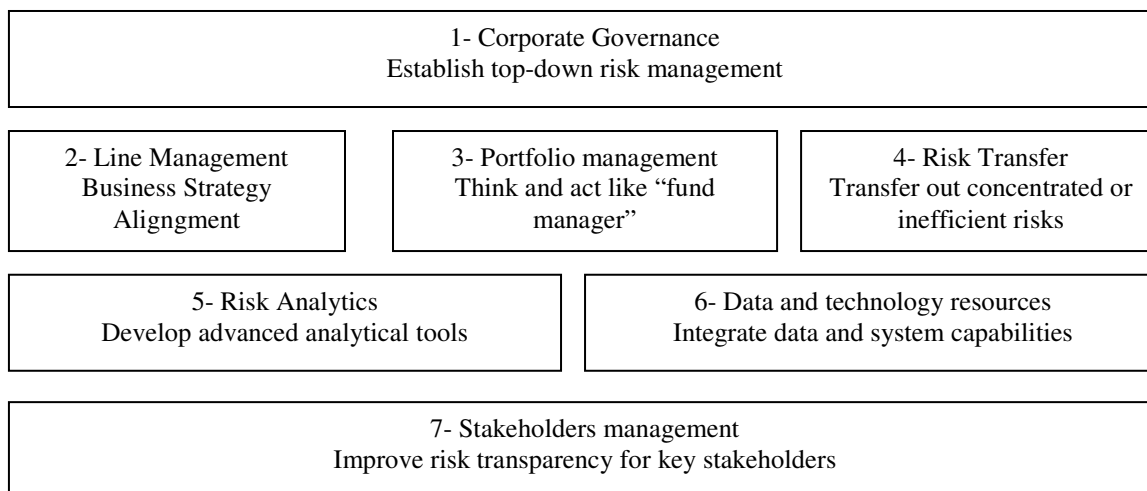 1- Corporate Governance
Establish top-down risk management
2- Line Management
Business Strategy
Aligngment
3- Portfolio management
Think and act like “fund
manager”
4- Risk Transfer
Transfer out concentrated or
inefficient risks
5- Risk Analytics
Develop advanced analytical tools
6- Data and technology resources
Integrate data and system capabilities
7- Stakeholders management
Improve risk transparency for key stakeholders